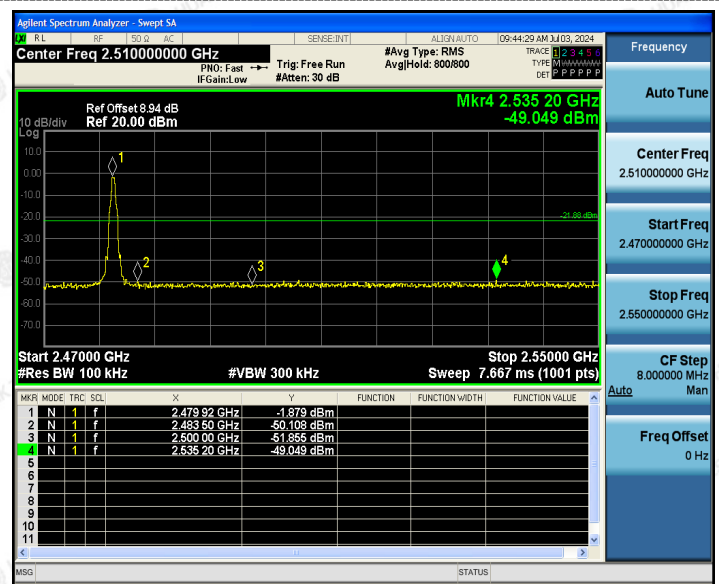 Agilent Spectrum Analyzer - Swept SA
LXI RL RF 50 Ω AC SENSE:INT ALIGN AUTO 09:44:29 AM Jul 03, 2024
Center Freq 2.510000000 GHz
PNO: Fast
IFGain:Low
Trig: Free Run
#Atten: 30 dB
#Avg Type: RMS
Avg|Hold: 800/800
TRACE 1 2 3 4 5 6
TYPE M
DET P P P P P P
Ref Offset 8.94 dB
Ref 20.00 dBm
10 dB/div
Log
Mkr4 2.535 20 GHz
-49.049 dBm
10.0
0.00
-10.0
-20.0
-30.0
-40.0
-50.0
-60.0
-70.0
1
2
3
4
-21.88 dBm
Start 2.47000 GHz Stop 2.55000 GHz
#Res BW 100 kHz #VBW 300 kHz Sweep 7.667 ms (1001 pts)
MKR MODE TRC SCL X Y FUNCTION FUNCTION WIDTH FUNCTION VALUE
1 N 1 f 2.479 92 GHz -1.879 dBm
2 N 1 f 2.483 50 GHz -50.108 dBm
3 N 1 f 2.500 00 GHz -51.855 dBm
4 N 1 f 2.535 20 GHz -49.049 dBm
5
6
7
8
9
10
11
MSG STATUS
Frequency
Auto Tune
Center Freq
2.510000000 GHz
Start Freq
2.470000000 GHz
Stop Freq
2.550000000 GHz
CF Step
8.000000 MHz
Auto Man
Freq Offset
0 Hz